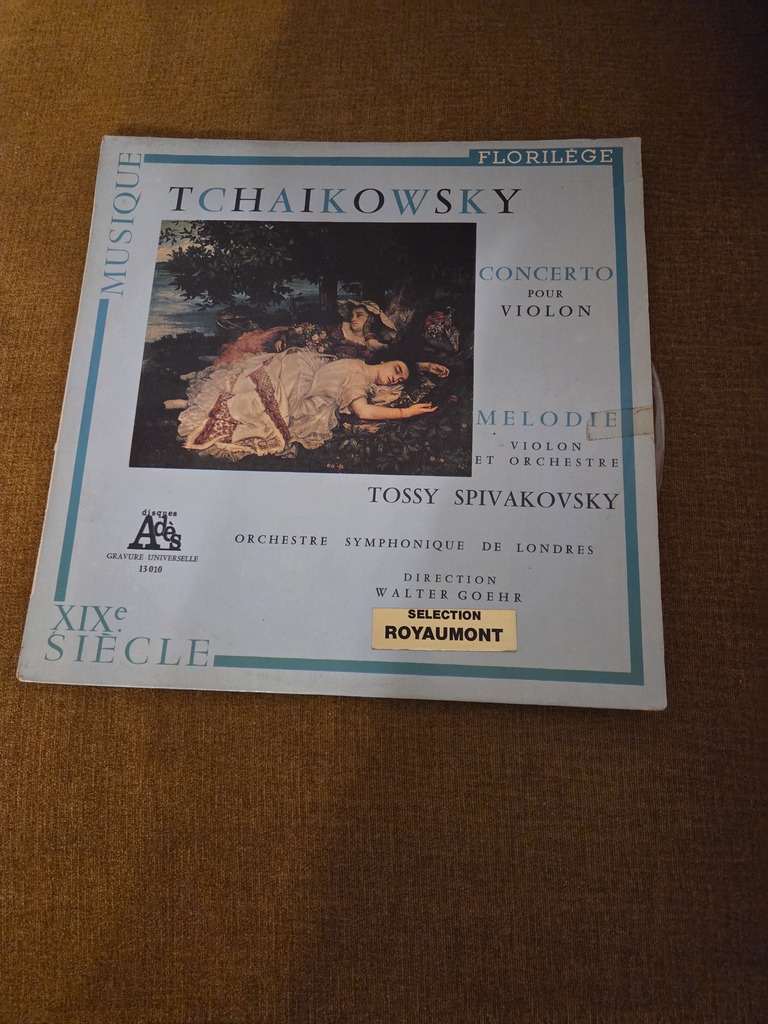 FLORILÈGE
MUSIQUE
TCHAIKOWSKY
CONCERTO
POUR
VIOLON
MELODIE
VIOLON
ET ORCHESTRE
TOSSY SPIVAKOVSKY
ORCHESTRE SYMPHONIQUE DE LONDRES
DIRECTION
WALTER GOEHR
SELECTION
ROYAUMONT
disques
Adès
GRAVURE UNIVERSELLE
13 010
XIXe
SIÈCLE